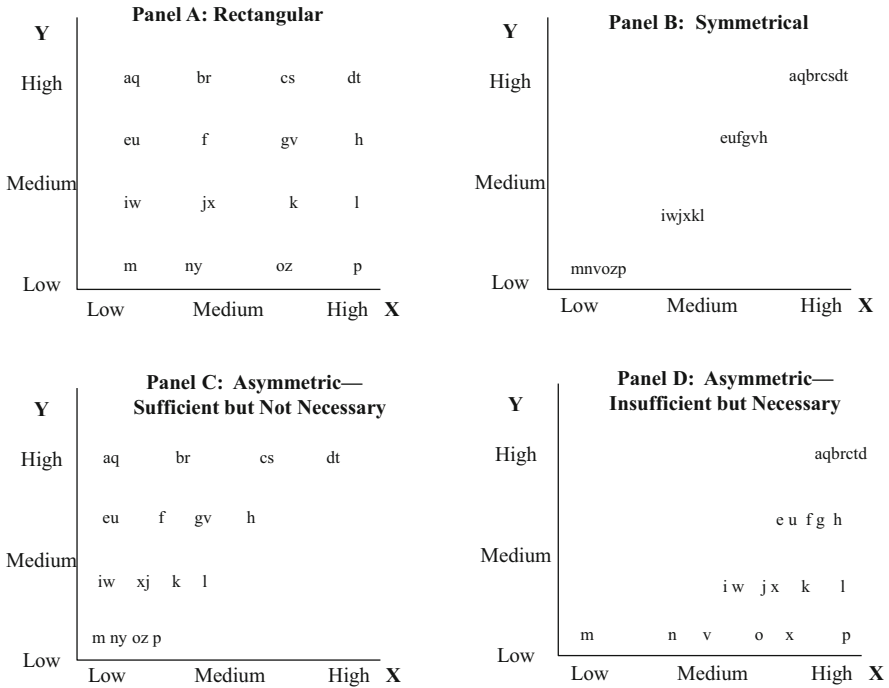 Panel A: Rectangular
Y
High aq br cs dt
eu f gv h
Medium
iw jx k l
m ny oz p
Low
Low Medium High X
Panel B: Symmetrical
Y
High aqbrcsdt
eufgvh
Medium
iwjxkl
mnvozp
Low
Low Medium High X
Panel C: Asymmetric—
Sufficient but Not Necessary
Y
High aq br cs dt
eu f gv h
Medium
iw xj k l
m ny oz p
Low
Low Medium High X
Panel D: Asymmetric—
Insufficient but Necessary
Y
High aqbrctd
e u f g h
Medium
i w j x k l
m n v o x p
Low
Low Medium High X